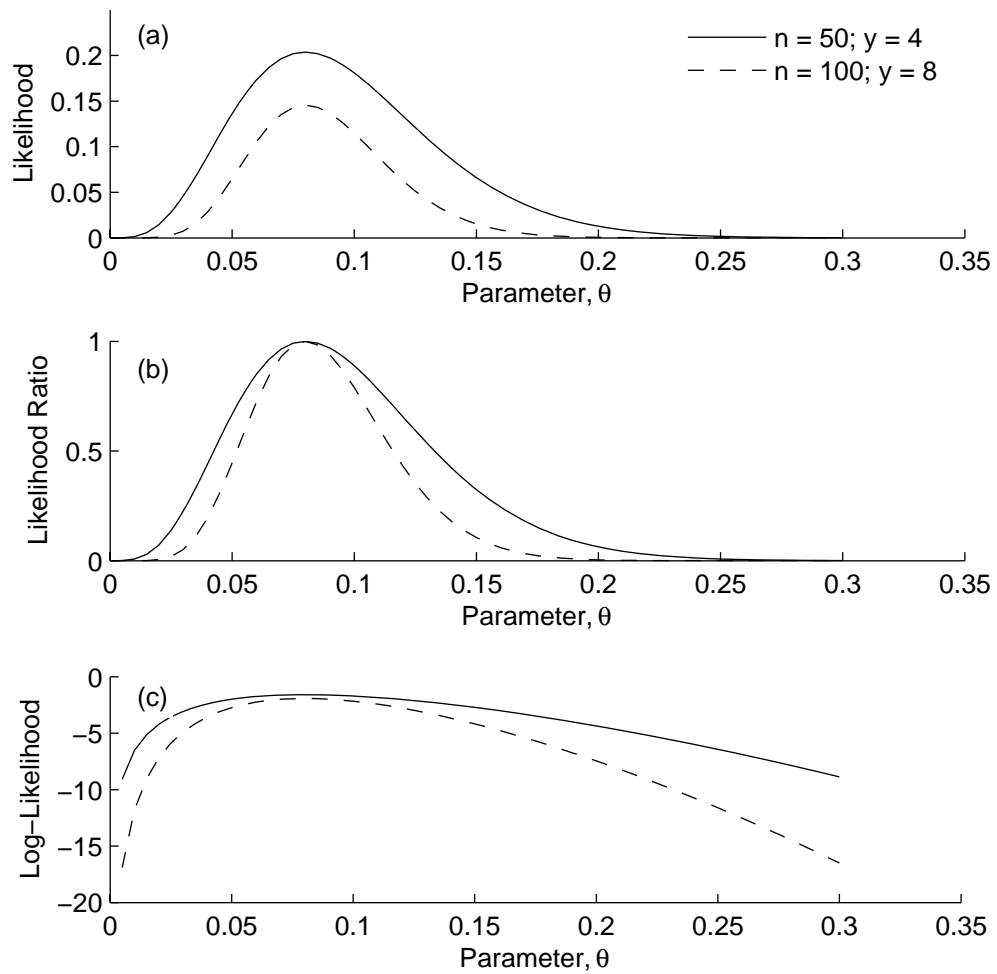 (a)
n = 50; y = 4
n = 100; y = 8
Likelihood
0.2
0.15
0.1
0.05
0
0 0.05 0.1 0.15 0.2 0.25 0.3 0.35
Parameter, θ
(b)
Likelihood Ratio
1
0.5
0
0 0.05 0.1 0.15 0.2 0.25 0.3 0.35
Parameter, θ
(c)
Log−Likelihood
0
−5
−10
−15
−20
0 0.05 0.1 0.15 0.2 0.25 0.3 0.35
Parameter, θ